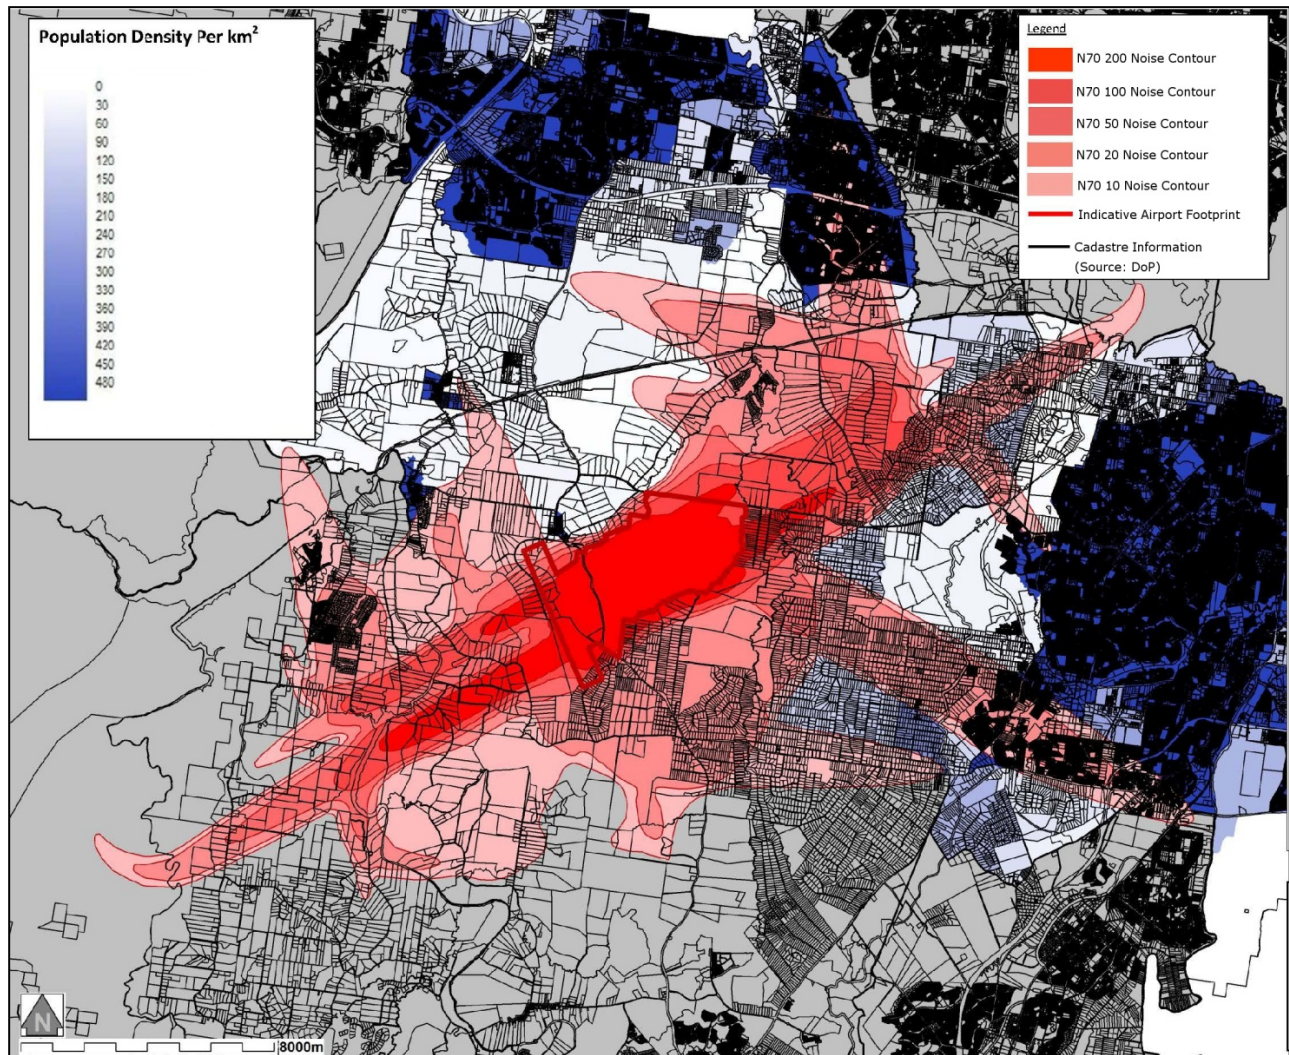 Population Density Per km²
0
30
60
90
120
150
180
210
240
270
300
330
360
390
420
450
480
Legend
N70 200 Noise Contour
N70 100 Noise Contour
N70 50 Noise Contour
N70 20 Noise Contour
N70 10 Noise Contour
Indicative Airport Footprint
Cadastre Information
(Source: DoP)
N
8000m